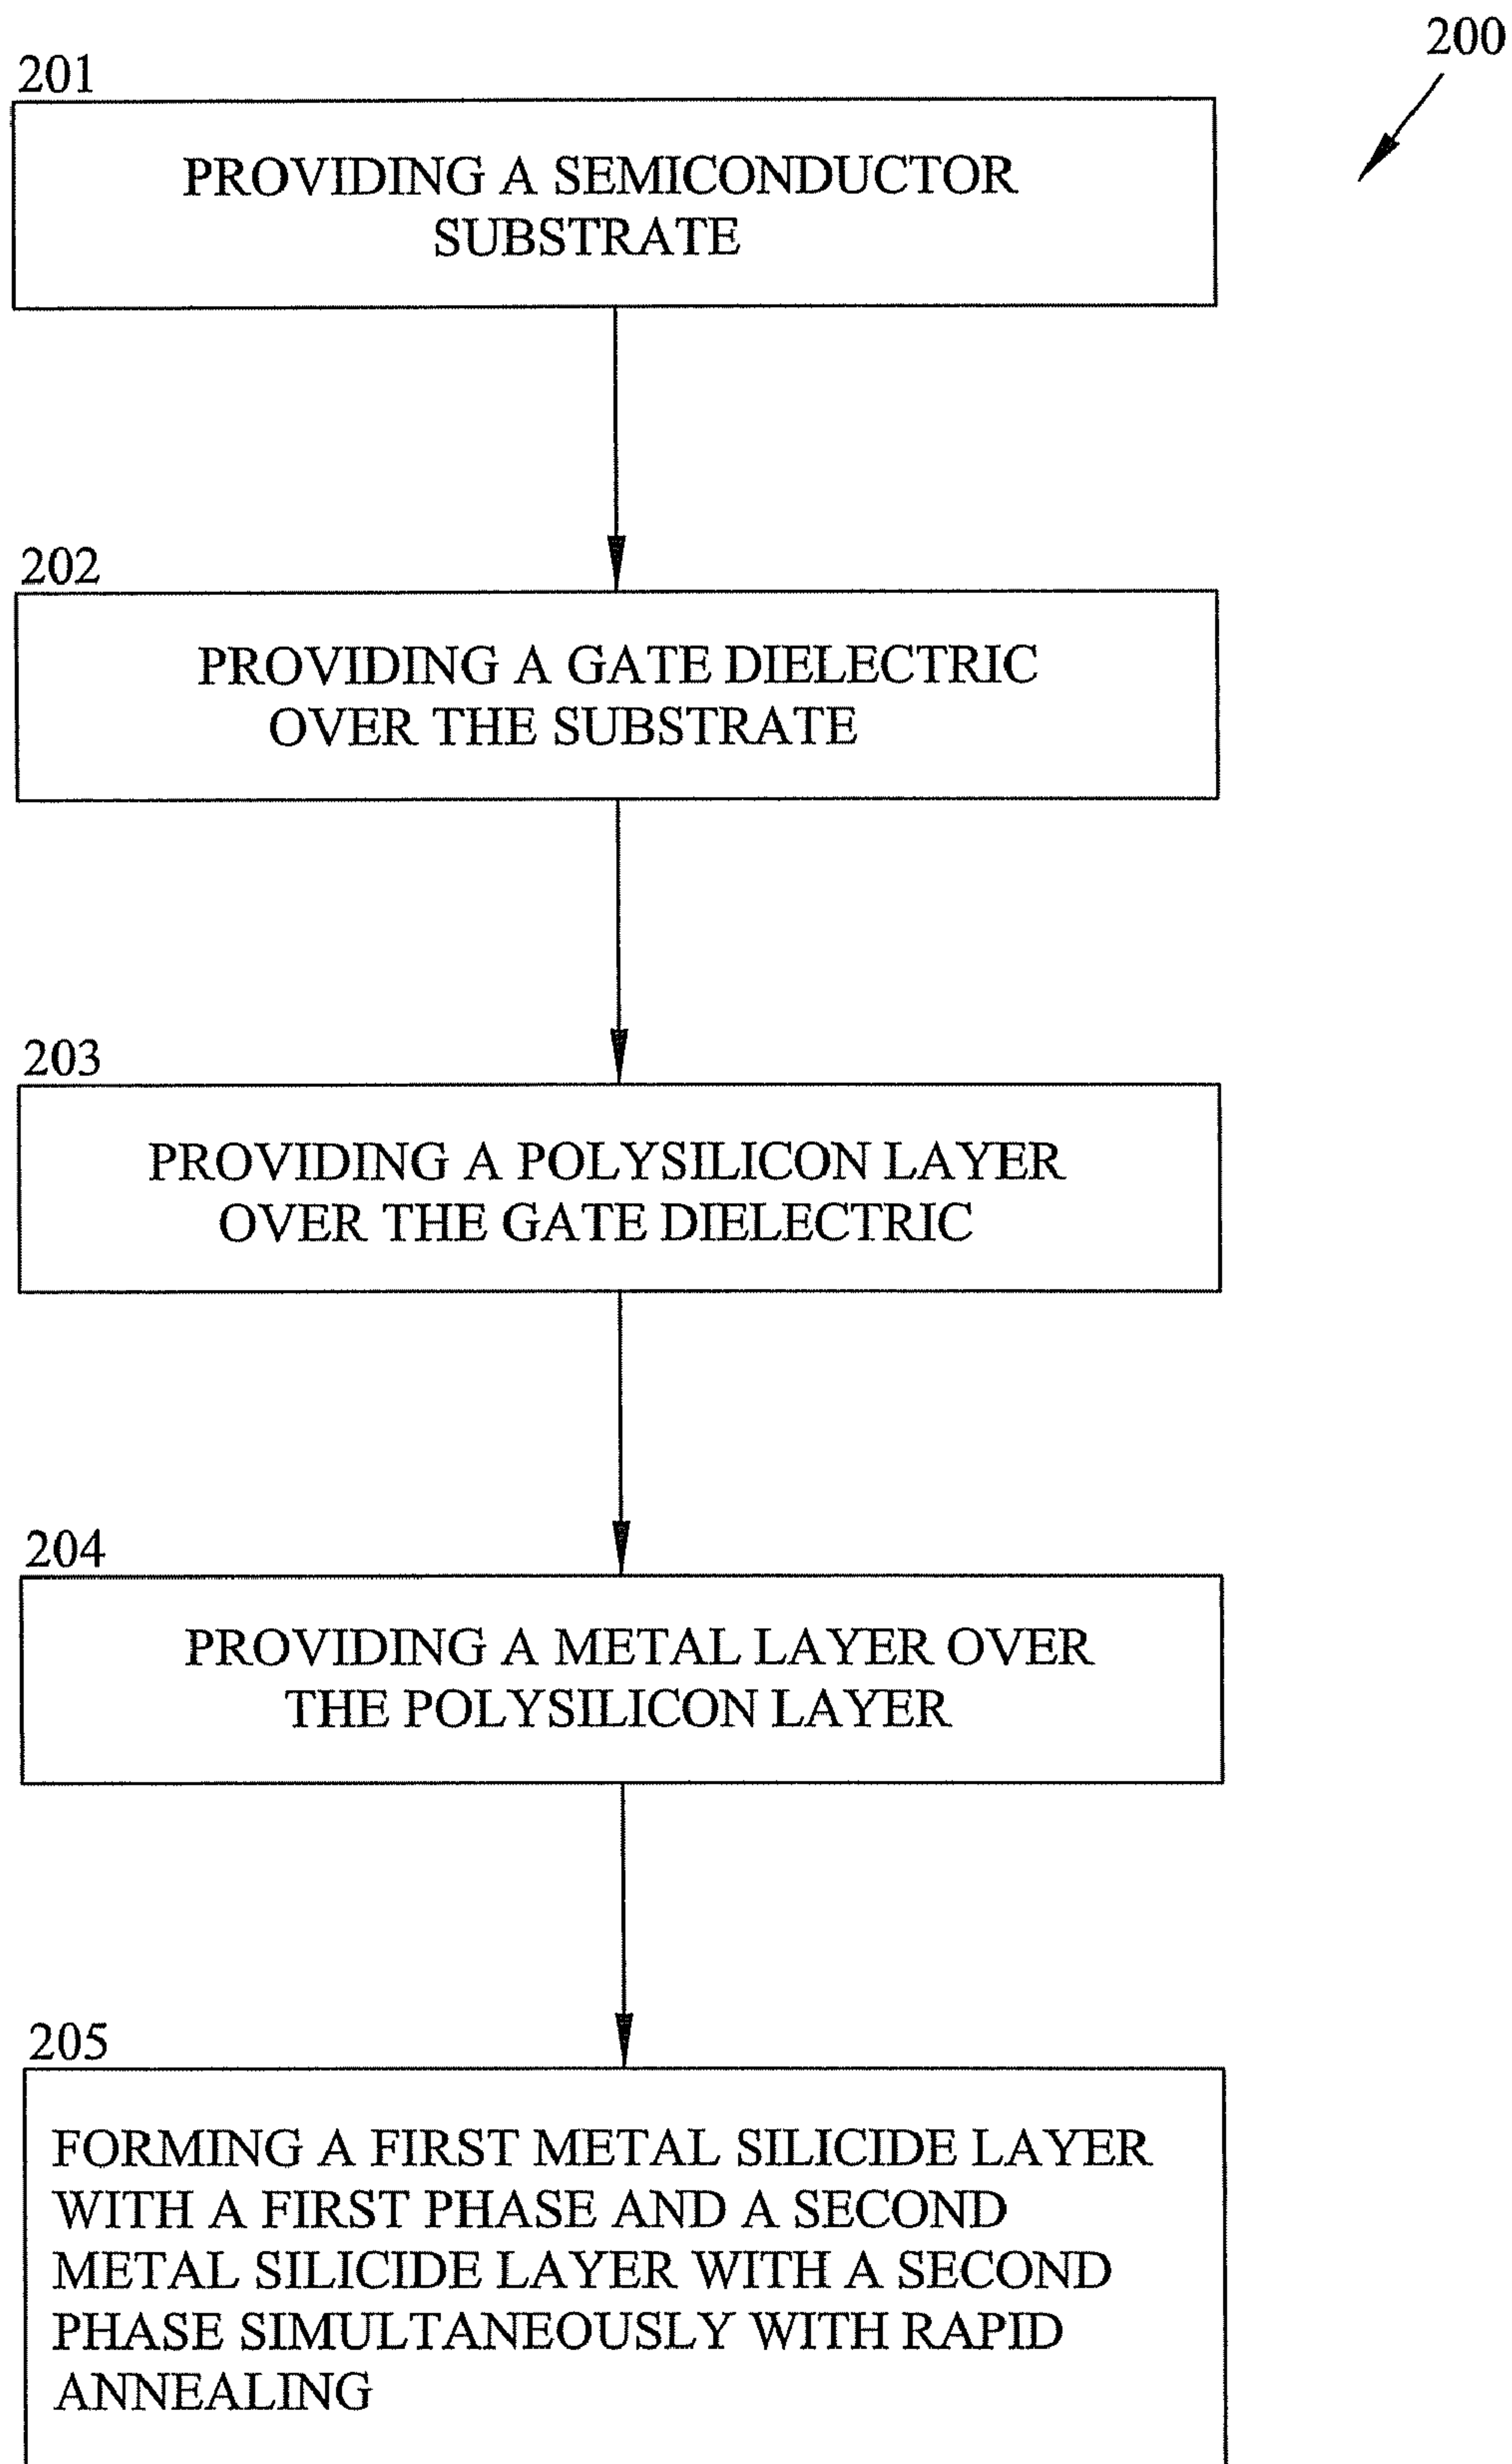 200
201
PROVIDING A SEMICONDUCTOR
SUBSTRATE
202
PROVIDING A GATE DIELECTRIC
OVER THE SUBSTRATE
203
PROVIDING A POLYSILICON LAYER
OVER THE GATE DIELECTRIC
204
PROVIDING A METAL LAYER OVER
THE POLYSILICON LAYER
205
FORMING A FIRST METAL SILICIDE LAYER
WITH A FIRST PHASE AND A SECOND
METAL SILICIDE LAYER WITH A SECOND
PHASE SIMULTANEOUSLY WITH RAPID
ANNEALING